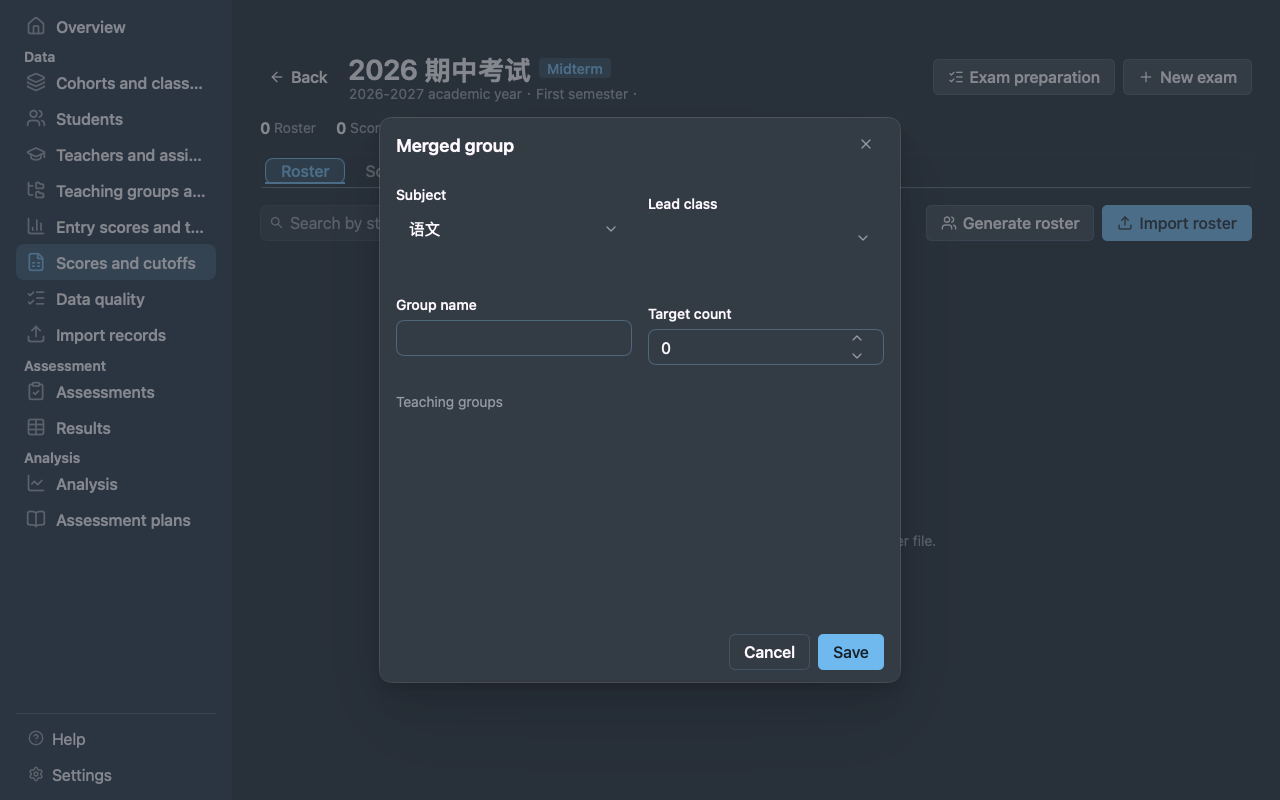 Overview
Data
Cohorts and class...
Students
Teachers and assi...
Teaching groups a...
Entry scores and t...
Scores and cutoffs
Data quality
Import records
Assessment
Assessments
Results
Analysis
Analysis
Assessment plans
Help
Settings
Back
2026 期中考试
Midterm
2026-2027 academic year · First semester ·
Exam preparation
New exam
0 Roster
0 Scor
Roster
Search by st
Generate roster
Import roster
er file.
Merged group
Subject
语文
Lead class
Group name
Target count
0
Teaching groups
Cancel
Save